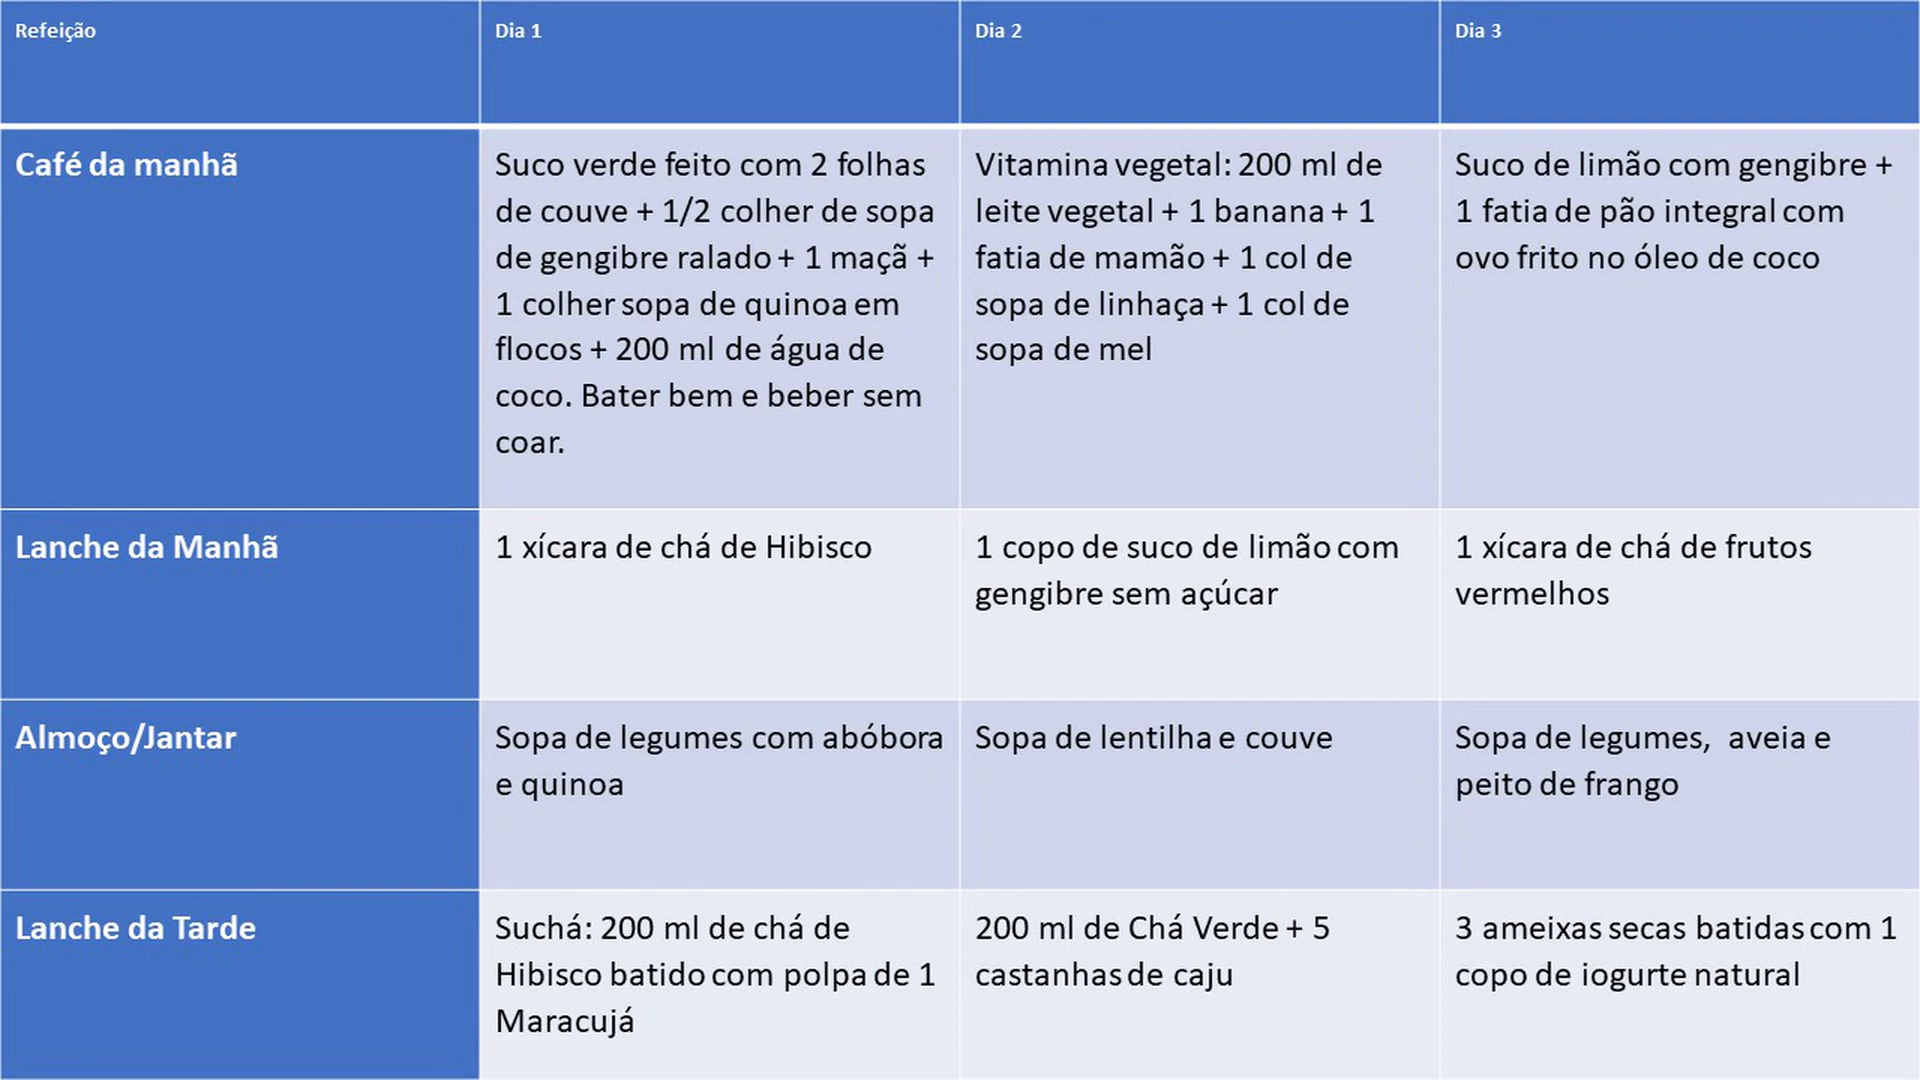 Refeição
Dia 1
Dia 2
Dia 3
Café da manhã
Suco verde feito com 2 folhas
de couve + 1/2 colher de sopa
de gengibre ralado + 1 maçã +
1 colher sopa de quinoa em
flocos + 200 ml de água de
coco. Bater bem e beber sem
coar.
Vitamina vegetal: 200 ml de
leite vegetal + 1 banana + 1
fatia de mamão + 1 col de
sopa de linhaça + 1 col de
sopa de mel
Suco de limão com gengibre +
1 fatia de pão integral com
ovo frito no óleo de coco
Lanche da Manhã
1 xícara de chá de Hibisco
1 copo de suco de limão com
gengibre sem açúcar
1 xícara de chá de frutos
vermelhos
Almoço/Jantar
Sopa de legumes com abóbora
e quinoa
Sopa de lentilha e couve
Sopa de legumes, aveia e
peito de frango
Lanche da Tarde
Suchá: 200 ml de chá de
Hibisco batido com polpa de 1
Maracujá
200 ml de Chá Verde + 5
castanhas de caju
3 ameixas secas batidas com 1
copo de iogurte natural